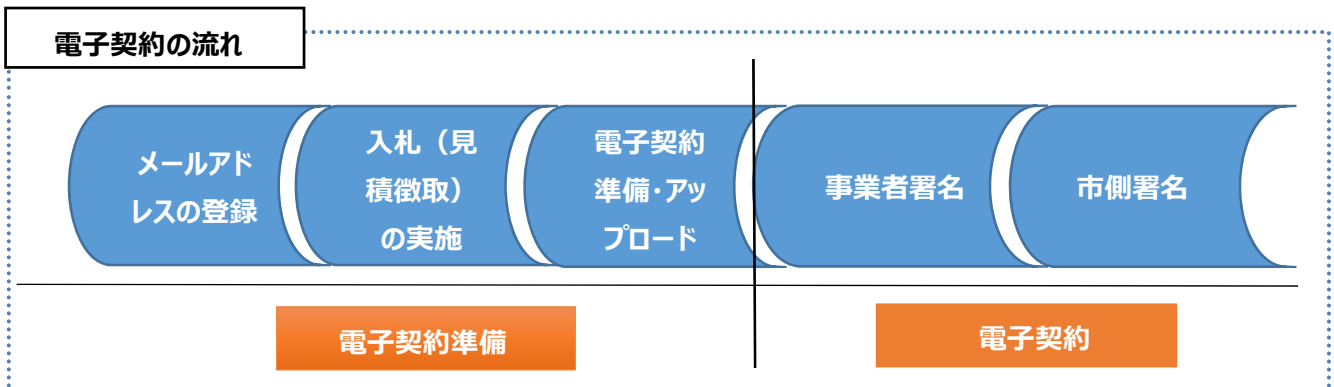 電子契約の流れ
メールアド
レスの登録
入札（見
積徴取）
の実施
電子契約
準備・アッ
プロード
事業者署名
市側署名
電子契約準備
電子契約